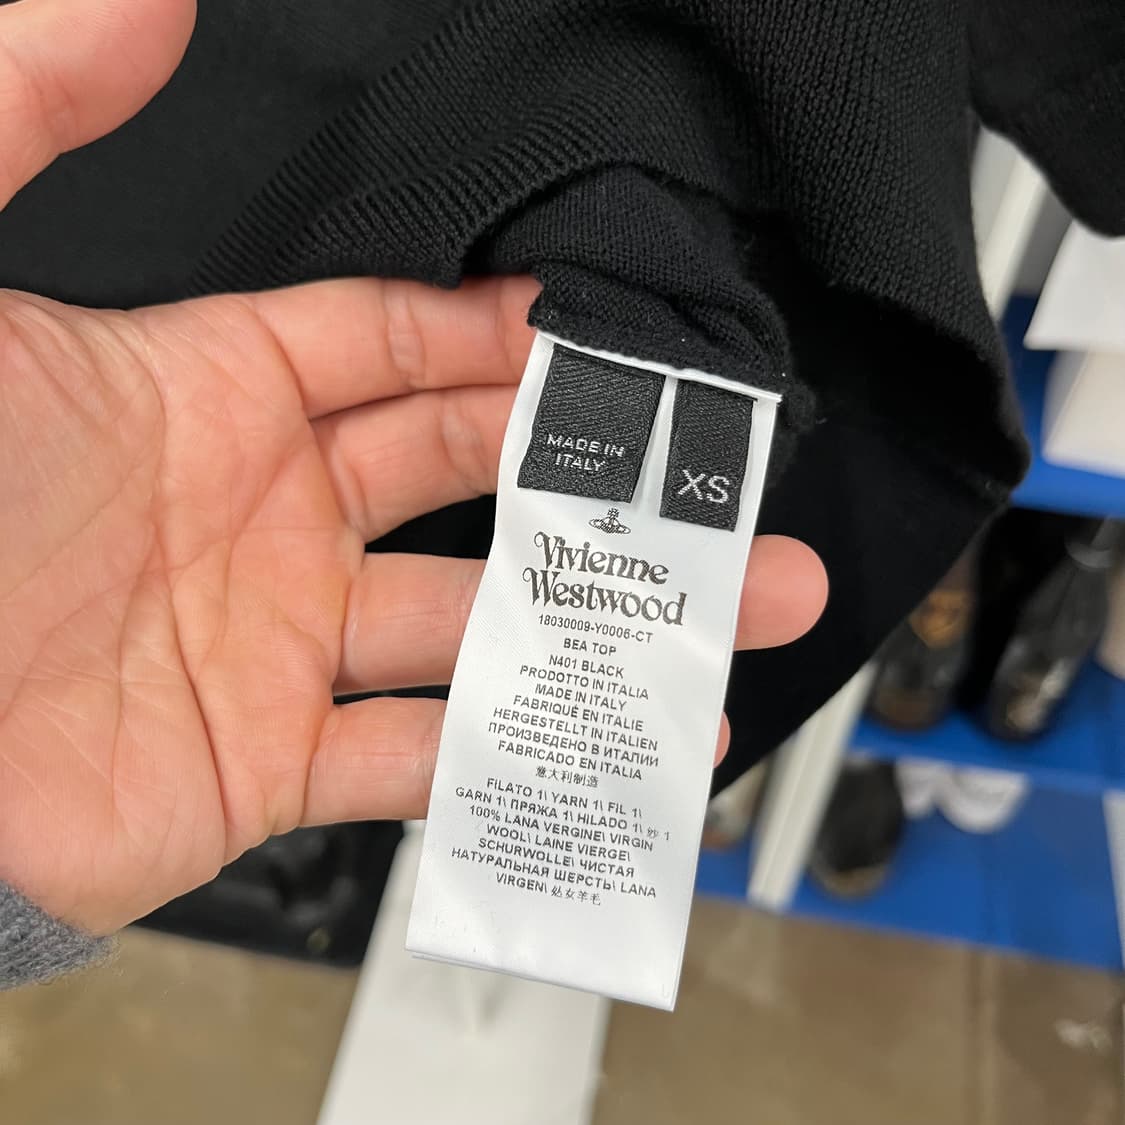 MADE IN
ITALY
XS
Vivienne
Westwood
18030009-Y0006-CT
BEA TOP
N401 BLACK
PRODOTTO IN ITALIA
MADE IN ITALY
FABRIQUÉ EN ITALIE
HERGESTELLT IN ITALIEN
ПРОИЗВЕДЕНО В ИТАЛИИ
FABRICADO EN ITALIA
意大利制造
FILATO 1\ YARN 1\ FIL 1\
GARN 1\ ПРЯЖА 1\ HILADO 1\ 纱 1
100% LANA VERGINE\ VIRGIN
WOOL\ LAINE VIERGE\
SCHURWOLLE\ ЧИСТАЯ
НАТУРАЛЬНАЯ ШЕРСТЬ\ LANA
VIRGEN\ 处女羊毛